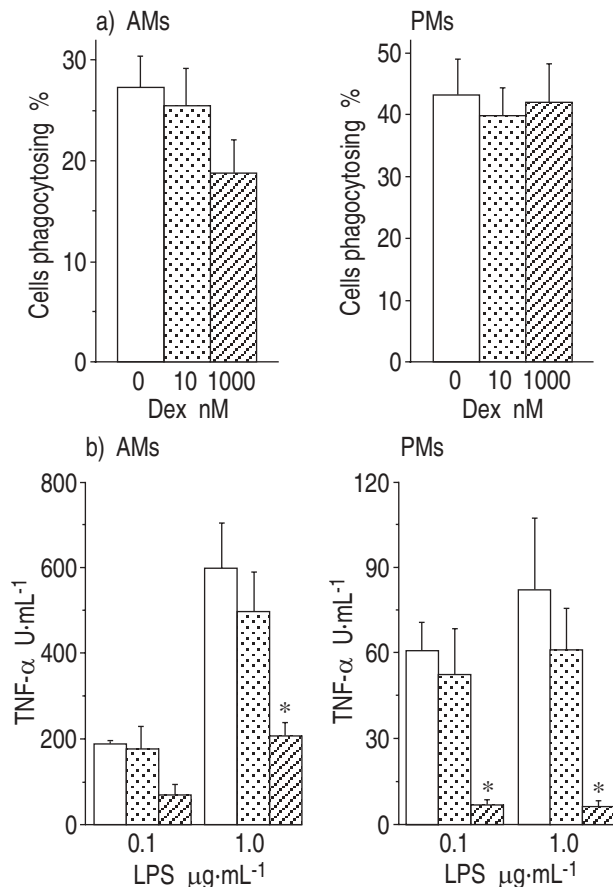 a) AMs
Cells phagocytosing %
30
20
10
0
0 10 1000
Dex nM
PMs
Cells phagocytosing %
50
40
30
20
10
0
0 10 1000
Dex nM
b) AMs
TNF-α U·mL⁻¹
800
600
400
200
0
*
0.1 1.0
LPS μg·mL⁻¹
PMs
TNF-α U·mL⁻¹
120
90
60
30
0
* *
0.1 1.0
LPS μg·mL⁻¹